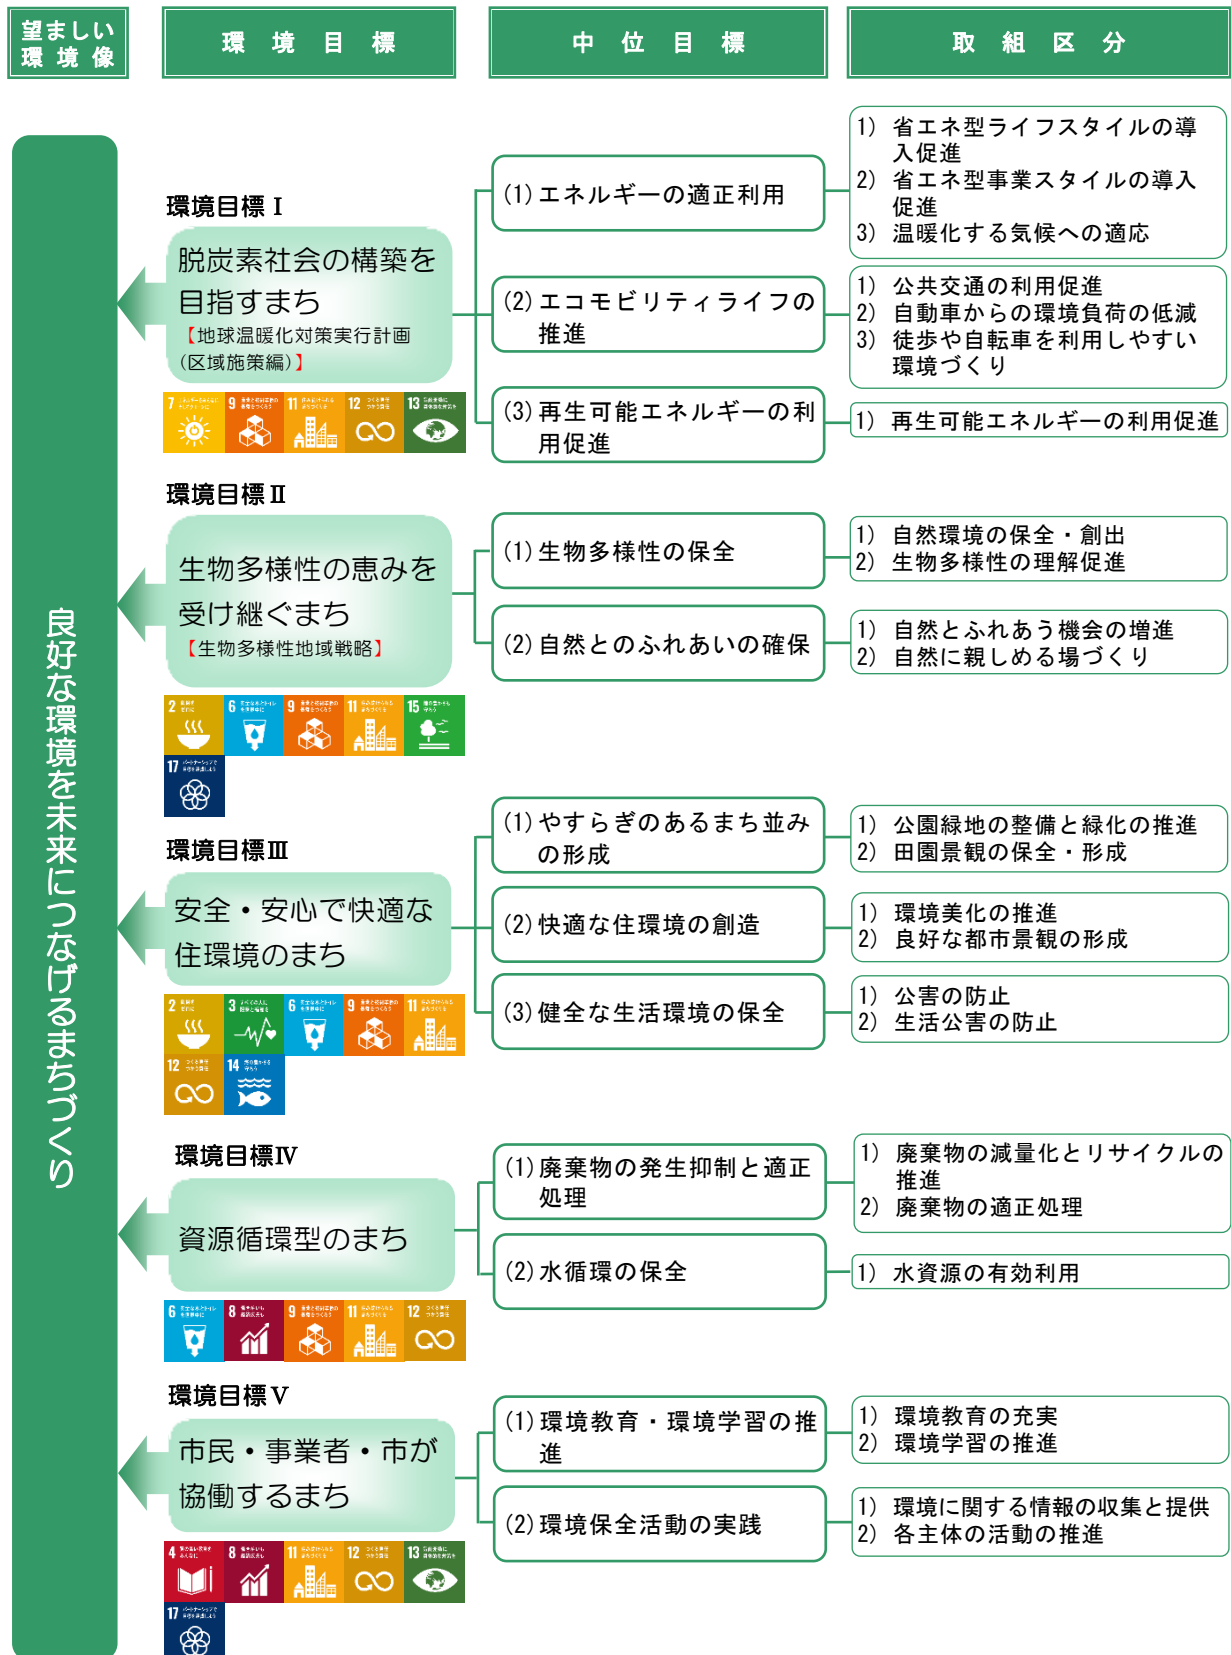 望ましい
環境像
環境目標
中位目標
取組区分
良好な環境を未来につなげるまちづくり
環境目標Ⅰ
脱炭素社会の構築を
目指すまち
【地球温暖化対策実行計画
(区域施策編)】
7
9
11
12
13
(1)エネルギーの適正利用
1) 省エネ型ライフスタイルの導
入促進
2) 省エネ型事業スタイルの導入
促進
3) 温暖化する気候への適応
(2)エコモビリティライフの
推進
1) 公共交通の利用促進
2) 自動車からの環境負荷の低減
3) 徒歩や自転車を利用しやすい
環境づくり
(3)再生可能エネルギーの利
用促進
1) 再生可能エネルギーの利用促進
環境目標Ⅱ
生物多様性の恵みを
受け継ぐまち
【生物多様性地域戦略】
2
6
9
11
15
17
(1)生物多様性の保全
1) 自然環境の保全・創出
2) 生物多様性の理解促進
(2)自然とのふれあいの確保
1) 自然とふれあう機会の増進
2) 自然に親しめる場づくり
環境目標Ⅲ
安全・安心で快適な
住環境のまち
2
3
6
9
11
12
14
(1)やすらぎのあるまち並み
の形成
1) 公園緑地の整備と緑化の推進
2) 田園景観の保全・形成
(2)快適な住環境の創造
1) 環境美化の推進
2) 良好な都市景観の形成
(3)健全な生活環境の保全
1) 公害の防止
2) 生活公害の防止
環境目標Ⅳ
資源循環型のまち
6
8
9
11
12
(1)廃棄物の発生抑制と適正
処理
1) 廃棄物の減量化とリサイクルの
推進
2) 廃棄物の適正処理
(2)水循環の保全
1) 水資源の有効利用
環境目標Ⅴ
市民・事業者・市が
協働するまち
4
8
11
12
13
17
(1)環境教育・環境学習の推
進
1) 環境教育の充実
2) 環境学習の推進
(2)環境保全活動の実践
1) 環境に関する情報の収集と提供
2) 各主体の活動の推進